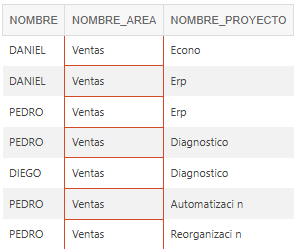 NOMBRE NOMBRE_AREA NOMBRE_PROYECTO
DANIEL Ventas Econo
DANIEL Ventas Erp
PEDRO Ventas Erp
PEDRO Ventas Diagnostico
DIEGO Ventas Diagnostico
PEDRO Ventas Automatizaci n
PEDRO Ventas Reorganizaci n